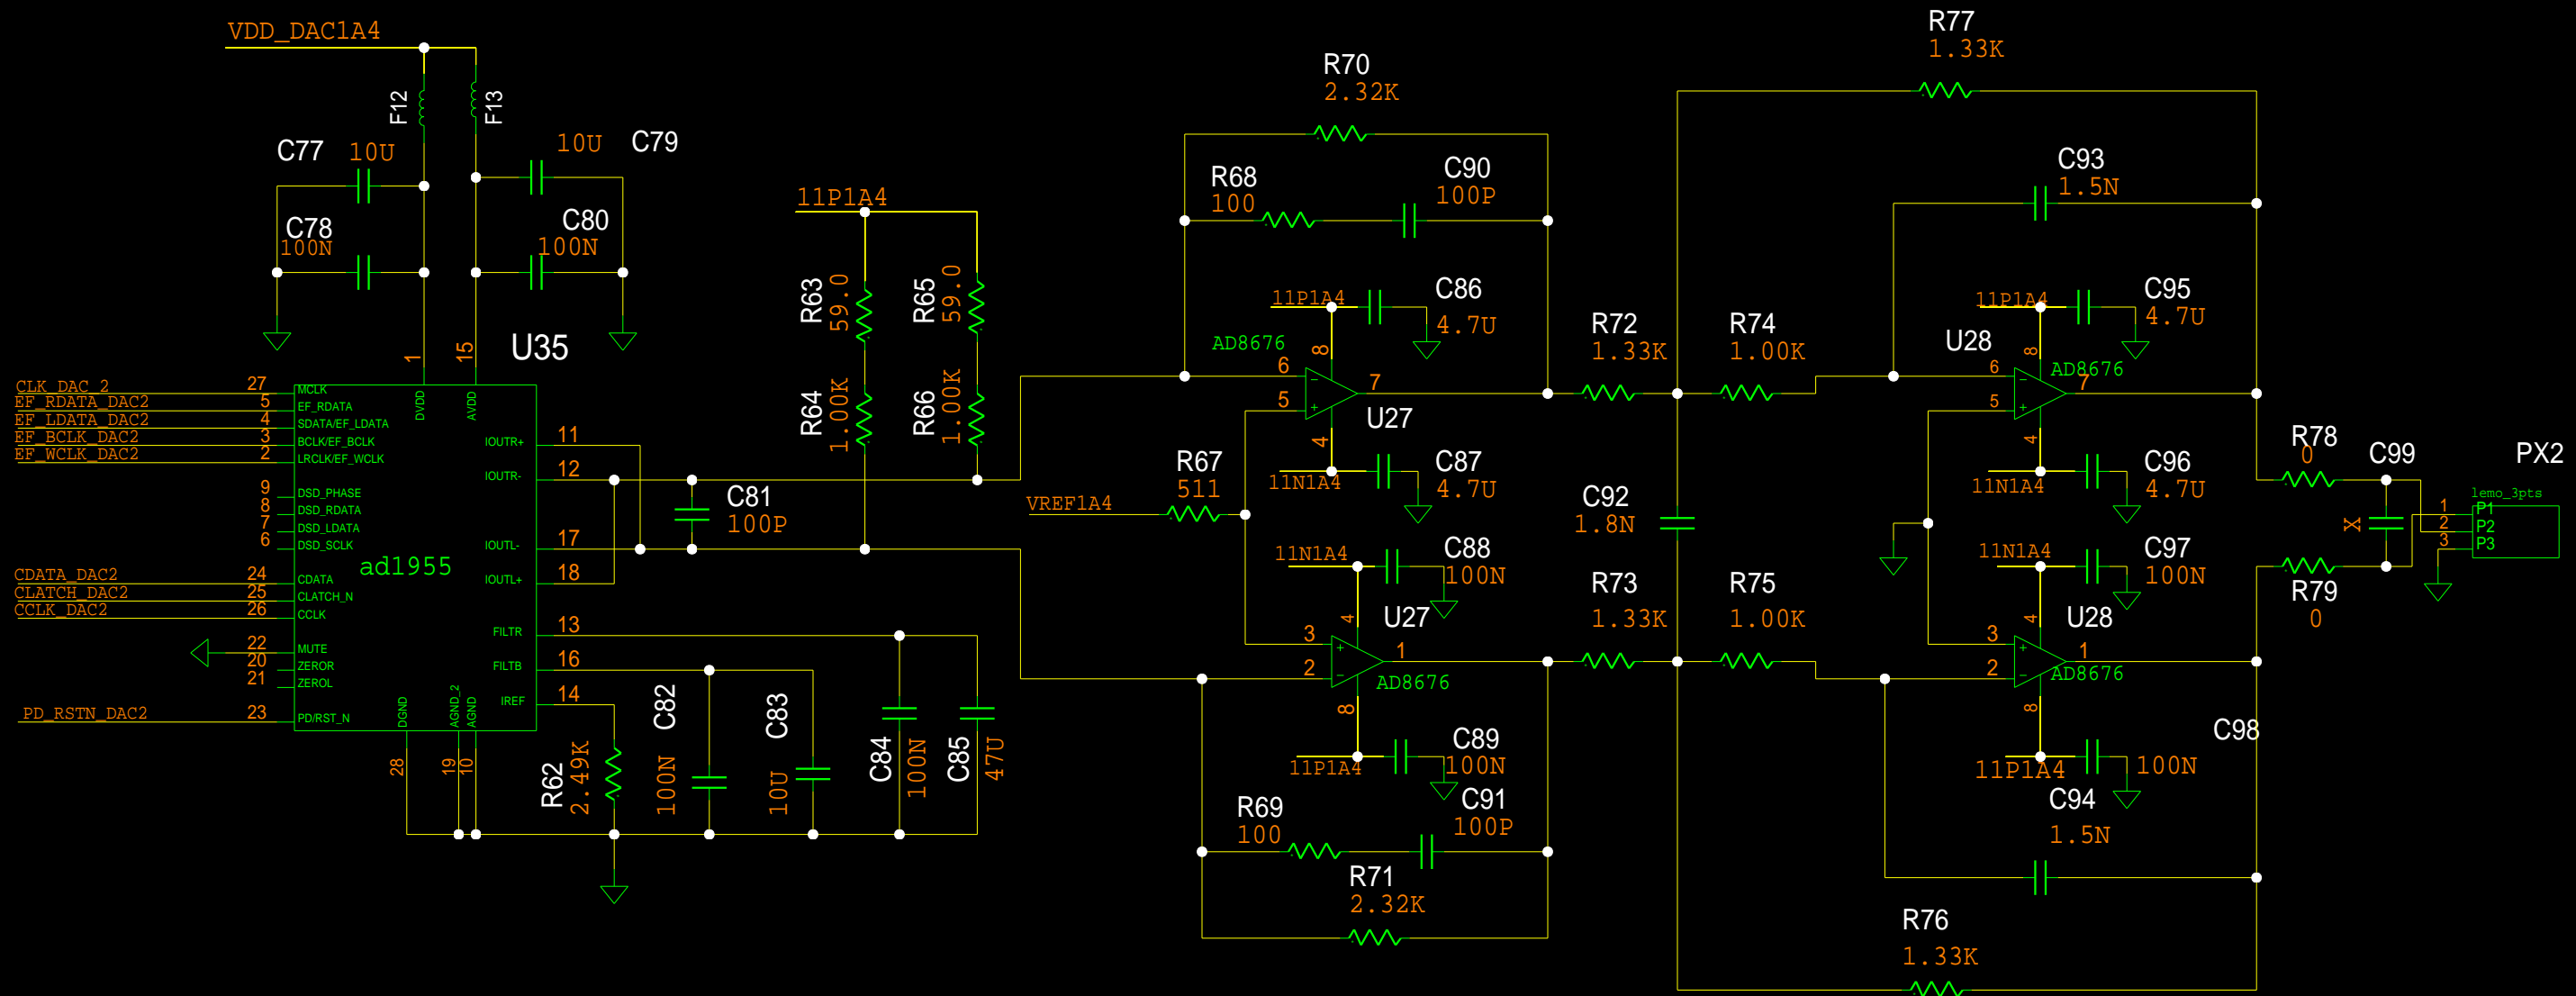 VDD_DAC1A4
F12
F13
C77
10U
10U
C79
C78
100N
C80
100N
1
15
U35
CLK_DAC_2
27
MCLK
EF_RDATA_DAC2
5
EF_RDATA
EF_LDATA_DAC2
4
SDATA/EF_LDATA
EF_BCLK_DAC2
3
BCLK/EF_BCLK
EF_WCLK_DAC2
2
LRCLK/EF_WCLK
9
DSD_PHASE
8
DSD_RDATA
7
DSD_LDATA
6
DSD_SCLK
CDATA_DAC2
24
CDATA
CLATCH_DAC2
25
CLATCH_N
CCLK_DAC2
26
CCLK
22
MUTE
20
ZEROR
21
ZEROL
PD_RSTN_DAC2
23
PD/RST_N
DVDD
AVDD
ad1955
IOUTR+
11
IOUTR-
12
IOUTL-
17
IOUTL+
18
FILTR
13
FILTB
16
IREF
14
DGND
AGND_2
AGND
28
19
10
R62
2.49K
C82
100N
C83
10U
C84
100N
C85
47U
C81
100P
11P1A4
R63
59.0
R65
59.0
R64
1.00K
R66
1.00K
R70
2.32K
R68
100
C90
100P
11P1A4
C86
4.7U
AD8676
8
6
5
7
4
U27
R67
511
VREF1A4
11N1A4
C87
4.7U
11N1A4
C88
100N
4
U27
3
2
1
AD8676
8
11P1A4
C89
100N
R69
100
C91
100P
R71
2.32K
R72
1.33K
R74
1.00K
C92
1.8N
R73
1.33K
R75
1.00K
R77
1.33K
C93
1.5N
11P1A4
C95
4.7U
U28
8
AD8676
6
5
7
4
11N1A4
C96
4.7U
11N1A4
C97
100N
4
U28
3
2
1
AD8676
8
C98
11P1A4
100N
C94
1.5N
R76
1.33K
R78
0
C99
X
R79
0
PX2
lemo_3pts
1
P1
2
P2
3
P3